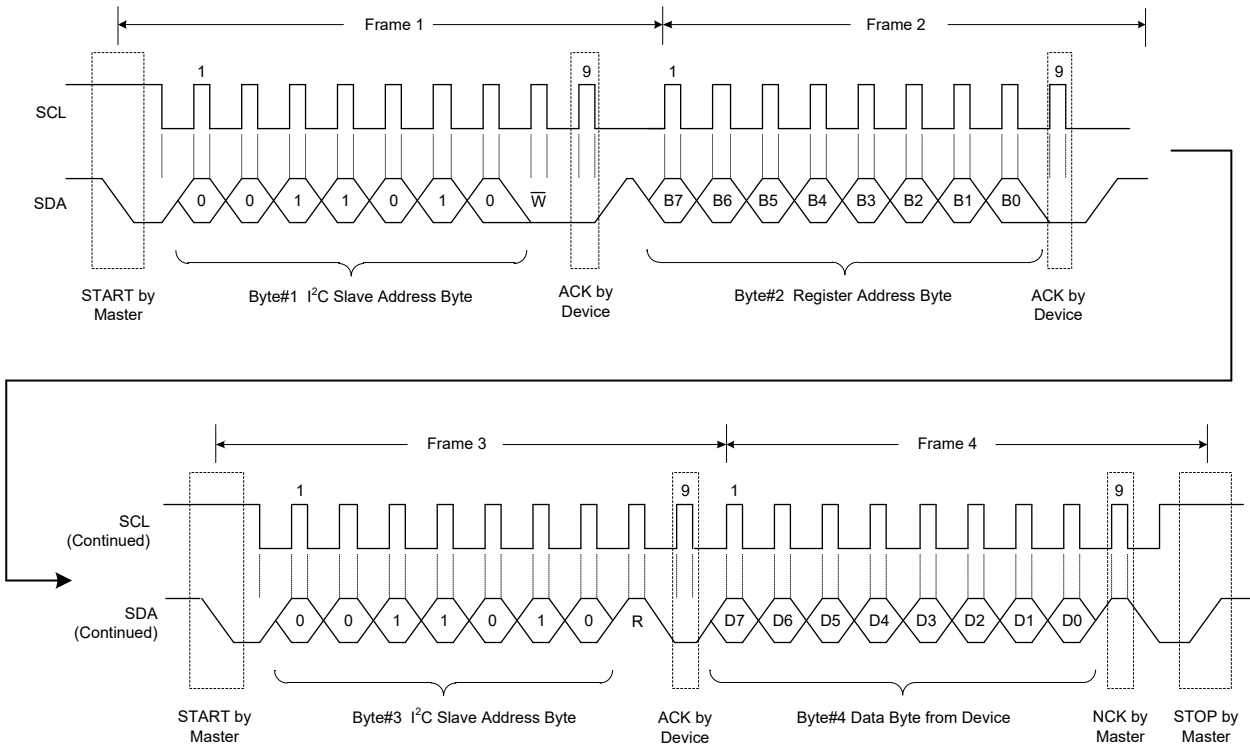 Frame 1 Frame 2
1 9 1 9
SCL
SDA 0 0 1 1 0 1 0 W̅ B7 B6 B5 B4 B3 B2 B1 B0
START by Master
Byte#1 I²C Slave Address Byte
ACK by Device
Byte#2 Register Address Byte
ACK by Device
Frame 3 Frame 4
1 9 1 9
SCL (Continued)
SDA (Continued) 0 0 1 1 0 1 0 R D7 D6 D5 D4 D3 D2 D1 D0
START by Master
Byte#3 I²C Slave Address Byte
ACK by Device
Byte#4 Data Byte from Device
NCK by Master
STOP by Master